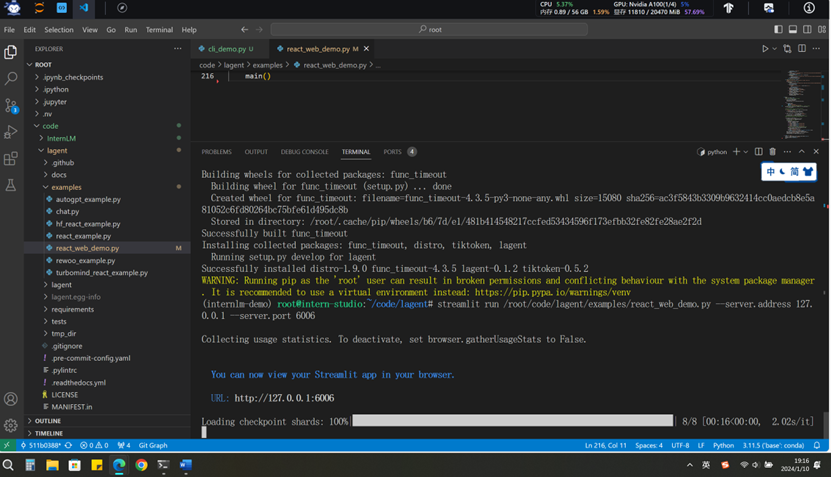 CPU 5.37%
GPU: Nvidia A100(1/4) 5%
内存 0.89 / 56 GB 1.59%
显存 11810 / 20470 MiB 57.69%
File Edit Selection View Go Run Terminal Help
root
EXPLORER
ROOT
.ipynb_checkpoints
.ipython
.jupyter
.nv
code
InternLM
lagent
.github
docs
examples
autogpt_example.py
chat.py
hf_react_example.py
react_example.py
react_web_demo.py M
rewoo_example.py
turbomind_react_example.py
lagent
lagent.egg-info
requirements
tests
tmp_dir
.gitignore
.pre-commit-config.yaml
.pylintrc
.readthedocs.yml
LICENSE
MANIFEST.in
OUTLINE
TIMELINE
cli_demo.py U
react_web_demo.py M
code > lagent > examples > react_web_demo.py > ...
216 main()
PROBLEMS OUTPUT DEBUG CONSOLE TERMINAL PORTS 4
python
中 简
Building wheels for collected packages: func_timeout
Building wheel for func_timeout (setup.py) ... done
Created wheel for func_timeout: filename=func_timeout-4.3.5-py3-none-any.whl size=15080 sha256=ac3f5843b3309b9632414cc0aedcb8e5a
81052c6fd80264bc75bfe61d495dc8b
Stored in directory: /root/.cache/pip/wheels/b6/7d/e1/481b414548217ccfed53434596f173efbb32fe82fe28ae2f2d
Successfully built func_timeout
Installing collected packages: func_timeout, distro, tiktoken, lagent
Running setup.py develop for lagent
Successfully installed distro-1.9.0 func_timeout-4.3.5 lagent-0.1.2 tiktoken-0.5.2
WARNING: Running pip as the 'root' user can result in broken permissions and conflicting behaviour with the system package manager
. It is recommended to use a virtual environment instead: https://pip.pypa.io/warnings/venv
(internlm-demo) root@intern-studio:~/code/lagent# streamlit run /root/code/lagent/examples/react_web_demo.py --server.address 127.
0.0.1 --server.port 6006
Collecting usage statistics. To deactivate, set browser.gatherUsageStats to False.
You can now view your Streamlit app in your browser.
URL: http://127.0.0.1:6006
Loading checkpoint shards: 100%| | 8/8 [00:16<00:00, 2.02s/it]
511b0388* 0 0 4 Git Graph
Ln 216, Col 11 Spaces: 4 UTF-8 LF Python 3.11.5 ('base': conda)
英
19:16
2024/1/10